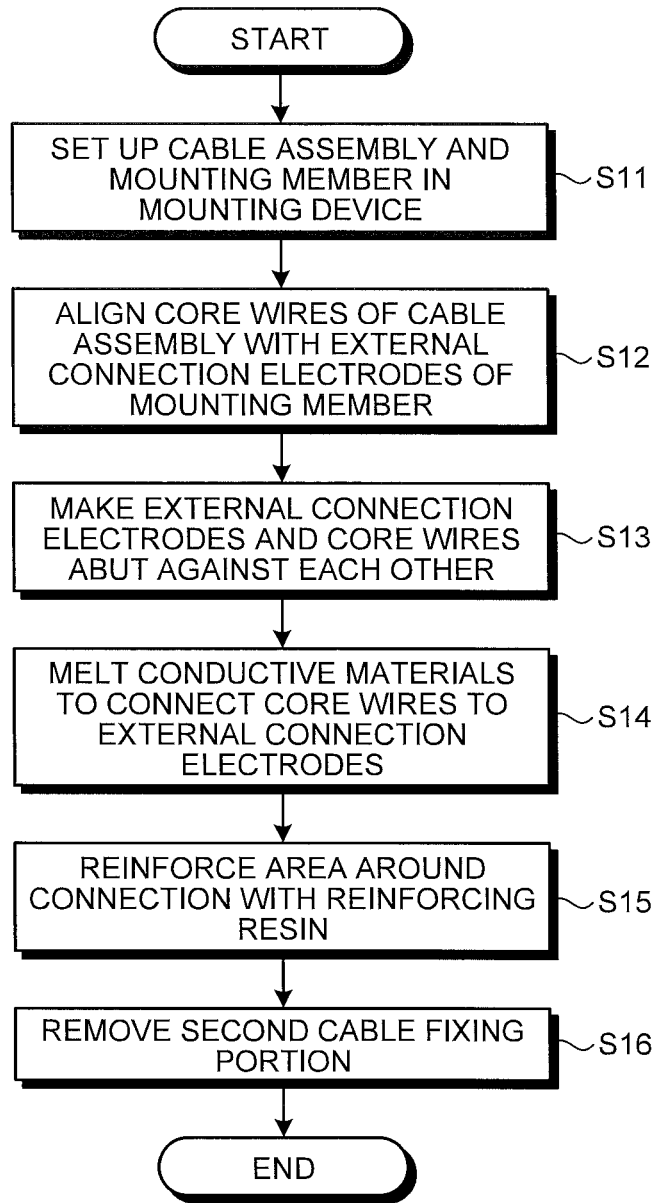 START
SET UP CABLE ASSEMBLY AND
MOUNTING MEMBER IN
MOUNTING DEVICE
S11
ALIGN CORE WIRES OF CABLE
ASSEMBLY WITH EXTERNAL
CONNECTION ELECTRODES OF
MOUNTING MEMBER
S12
MAKE EXTERNAL CONNECTION
ELECTRODES AND CORE WIRES
ABUT AGAINST EACH OTHER
S13
MELT CONDUCTIVE MATERIALS
TO CONNECT CORE WIRES TO
EXTERNAL CONNECTION
ELECTRODES
S14
REINFORCE AREA AROUND
CONNECTION WITH REINFORCING
RESIN
S15
REMOVE SECOND CABLE FIXING
PORTION
S16
END